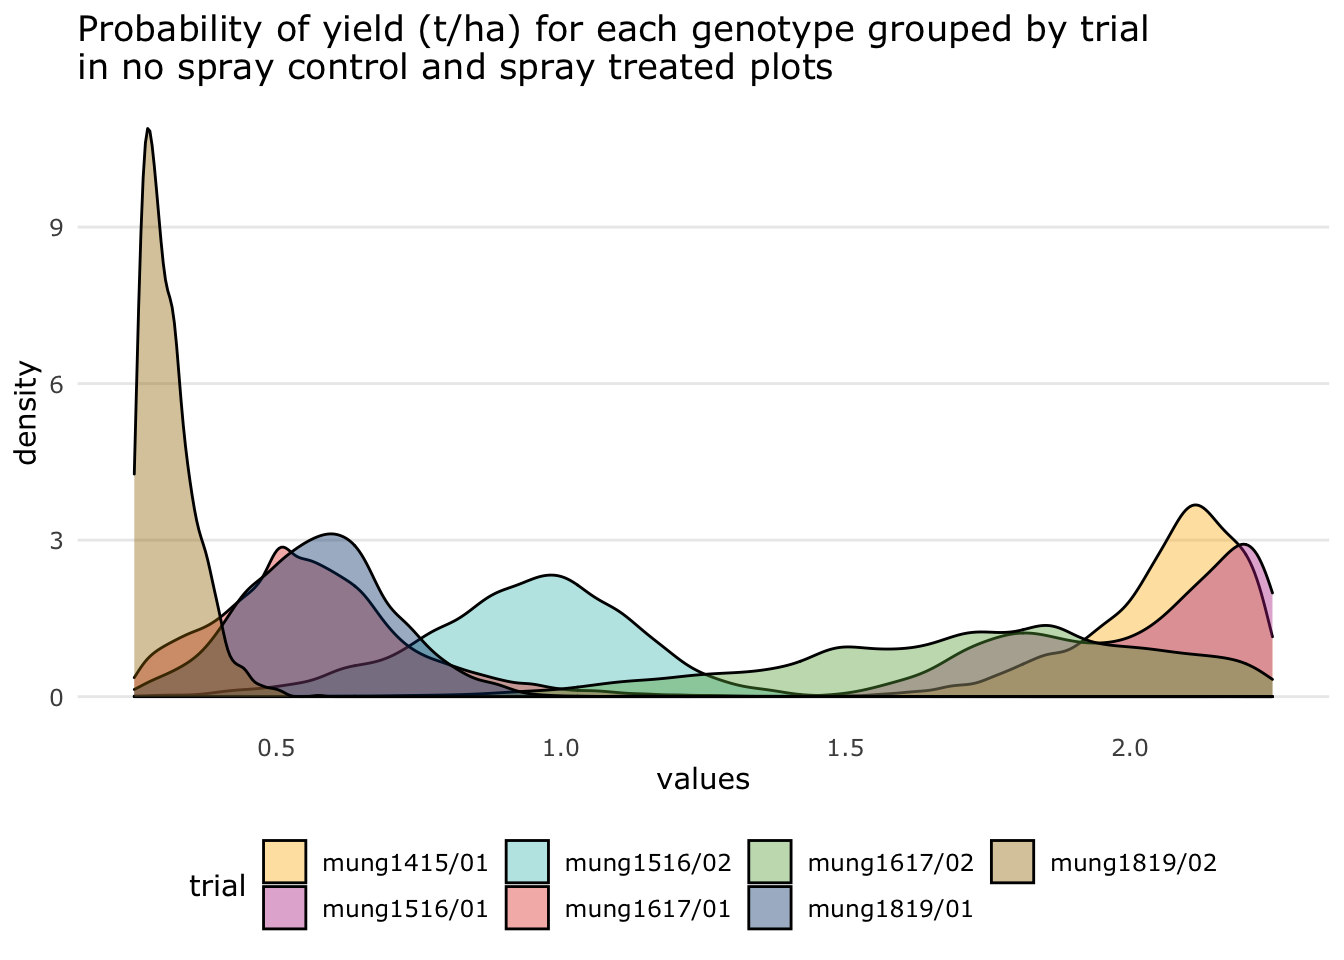 Probability of yield (t/ha) for each genotype grouped by trial
in no spray control and spray treated plots
density
9
6
3
0
0.5 1.0 1.5 2.0
values
trial
mung1415/01 mung1516/02 mung1617/02 mung1819/02
mung1516/01 mung1617/01 mung1819/01